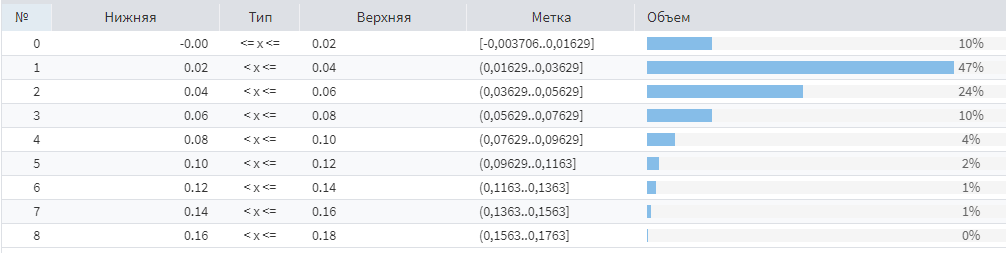 № Нижняя Тип Верхняя Метка Объем
0 -0.00 <= x <= 0.02 [-0,003706..0,01629] 10%
1 0.02 < x <= 0.04 (0,01629..0,03629] 47%
2 0.04 < x <= 0.06 (0,03629..0,05629] 24%
3 0.06 < x <= 0.08 (0,05629..0,07629] 10%
4 0.08 < x <= 0.10 (0,07629..0,09629] 4%
5 0.10 < x <= 0.12 (0,09629..0,1163] 2%
6 0.12 < x <= 0.14 (0,1163..0,1363] 1%
7 0.14 < x <= 0.16 (0,1363..0,1563] 1%
8 0.16 < x <= 0.18 (0,1563..0,1763] 0%